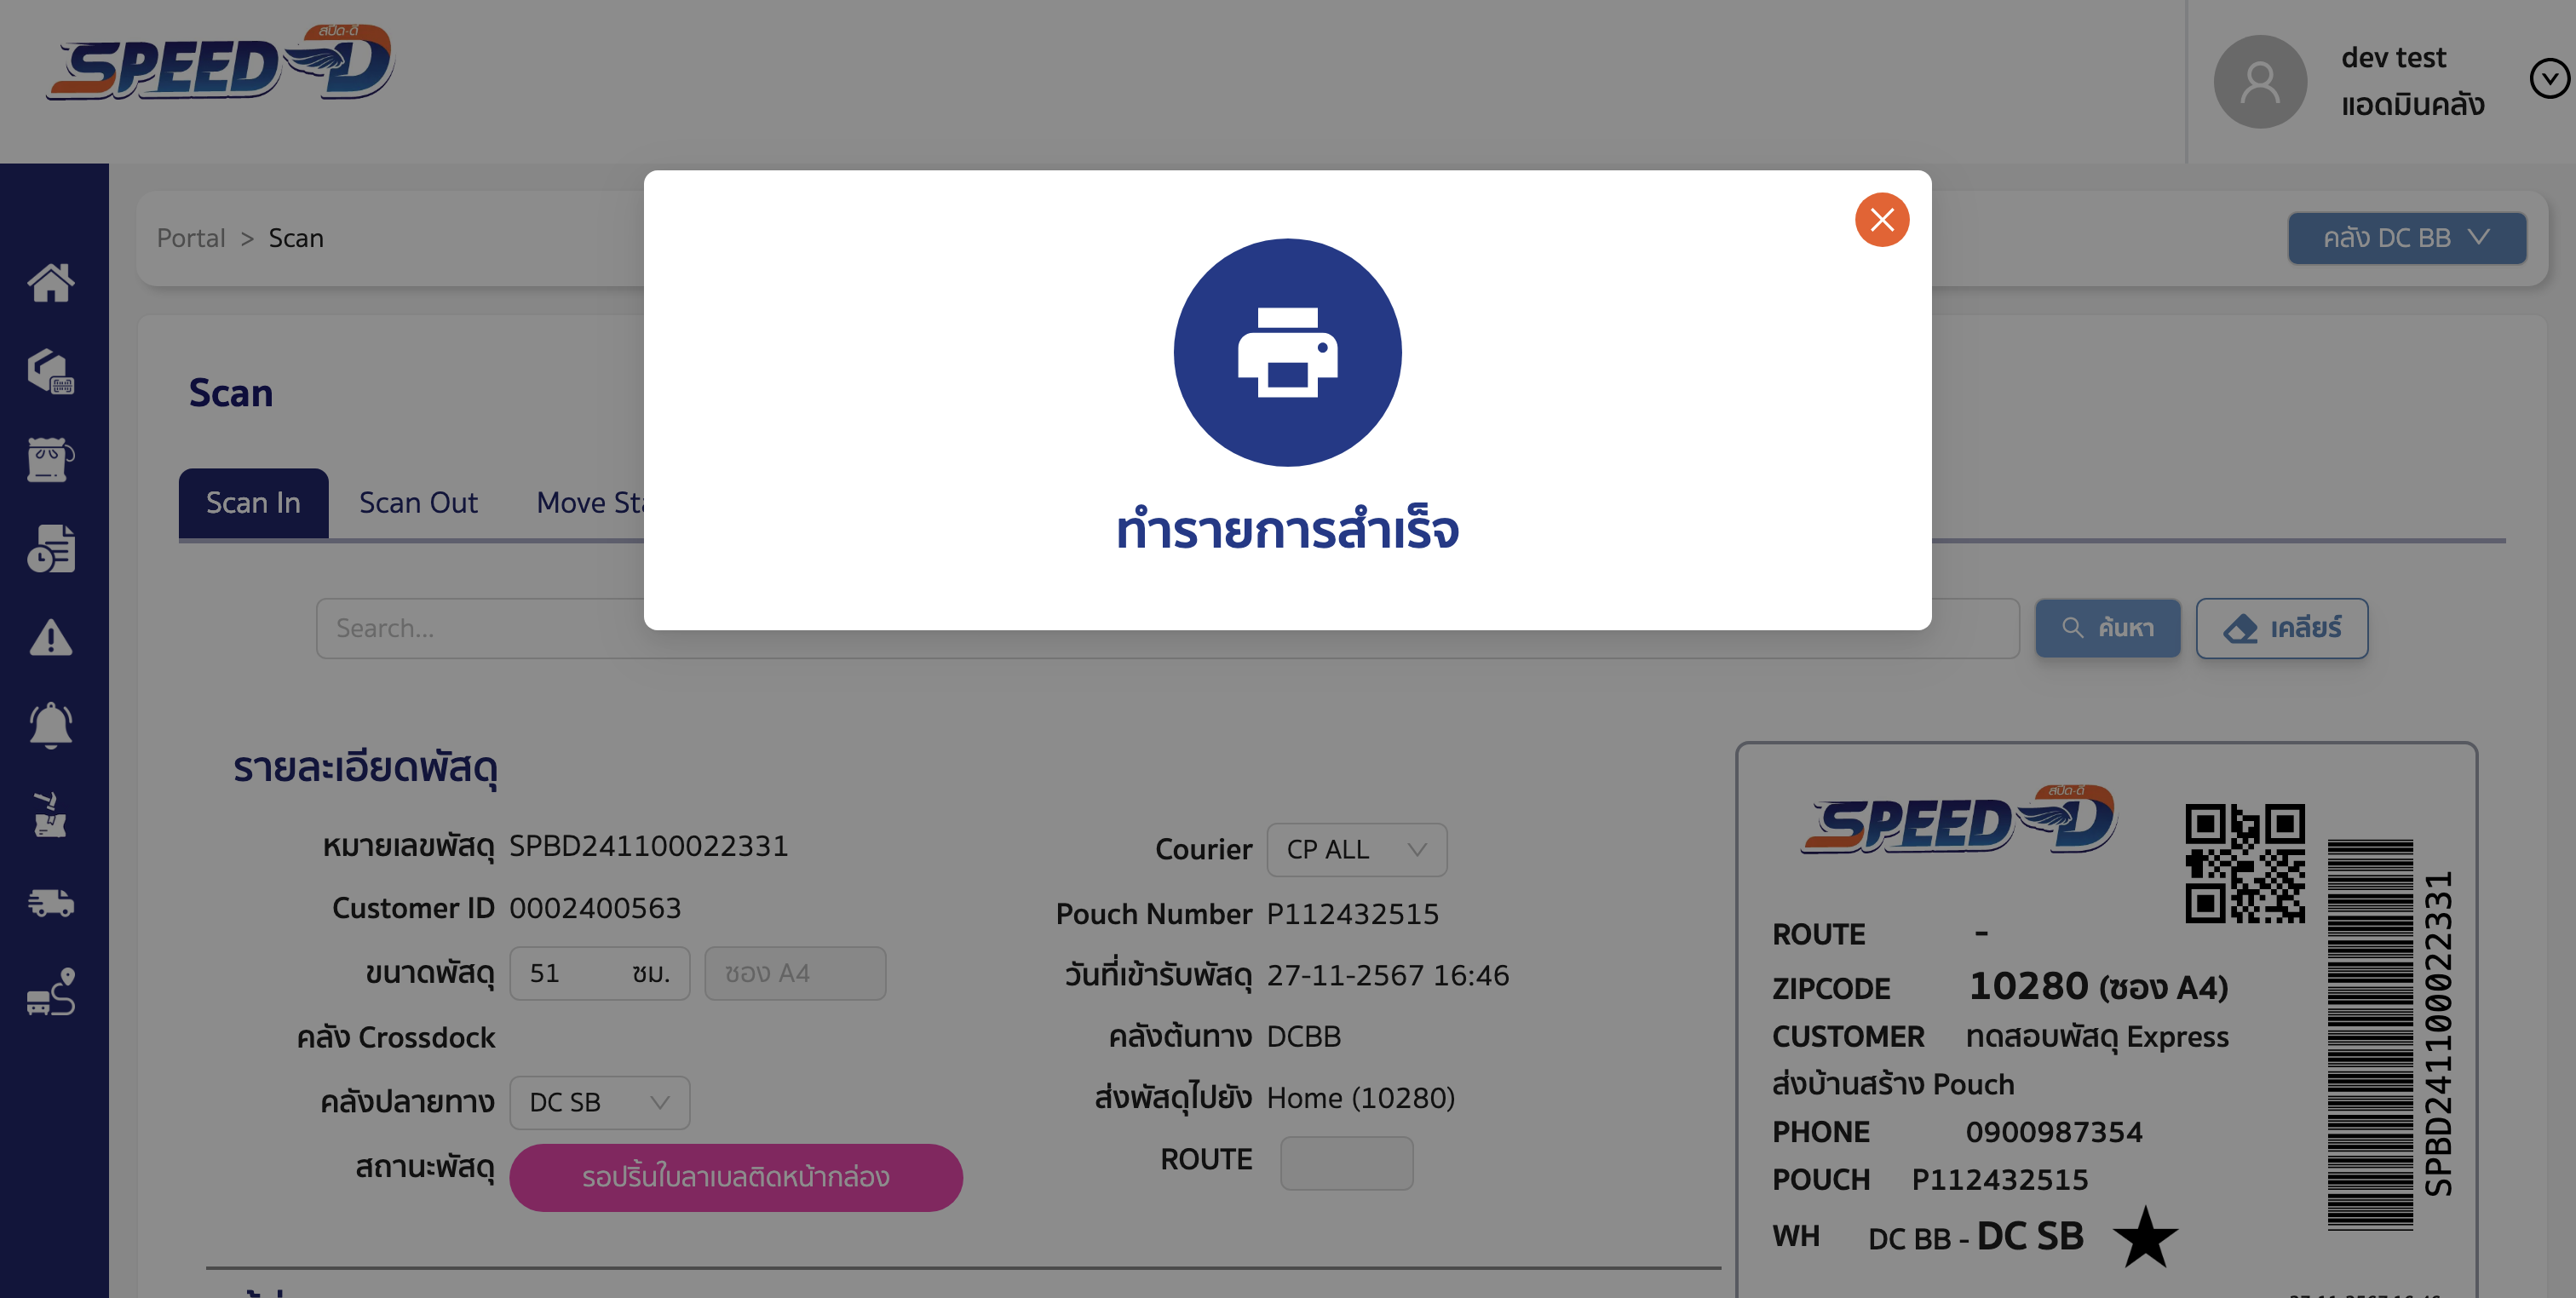 สปีด-ดี
SPEED-D
dev test
แอดมินคลัง
Portal > Scan
คลัง DC BB
ทำรายการสำเร็จ
Scan
Scan In
Scan Out
Search...
ค้นหา
เคลียร์
รายละเอียดพัสดุ
หมายเลขพัสดุ SPBD241100022331
Customer ID 0002400563
ขนาดพัสดุ 51 ซม. ซอง A4
คลัง Crossdock
คลังปลายทาง DC SB
สถานะพัสดุ รอปริ้นใบลาเบลติดหน้ากล่อง
Courier CP ALL
Pouch Number P112432515
วันที่เข้ารับพัสดุ 27-11-2567 16:46
คลังต้นทาง DCBB
ส่งพัสดุไปยัง Home (10280)
ROUTE
สปีด-ดี
SPEED-D
ROUTE -
ZIPCODE 10280 (ซอง A4)
CUSTOMER ทดสอบพัสดุ Express
ส่งบ้านสร้าง Pouch
PHONE 0900987354
POUCH P112432515
WH DC BB - DC SB
SPBD241100022331